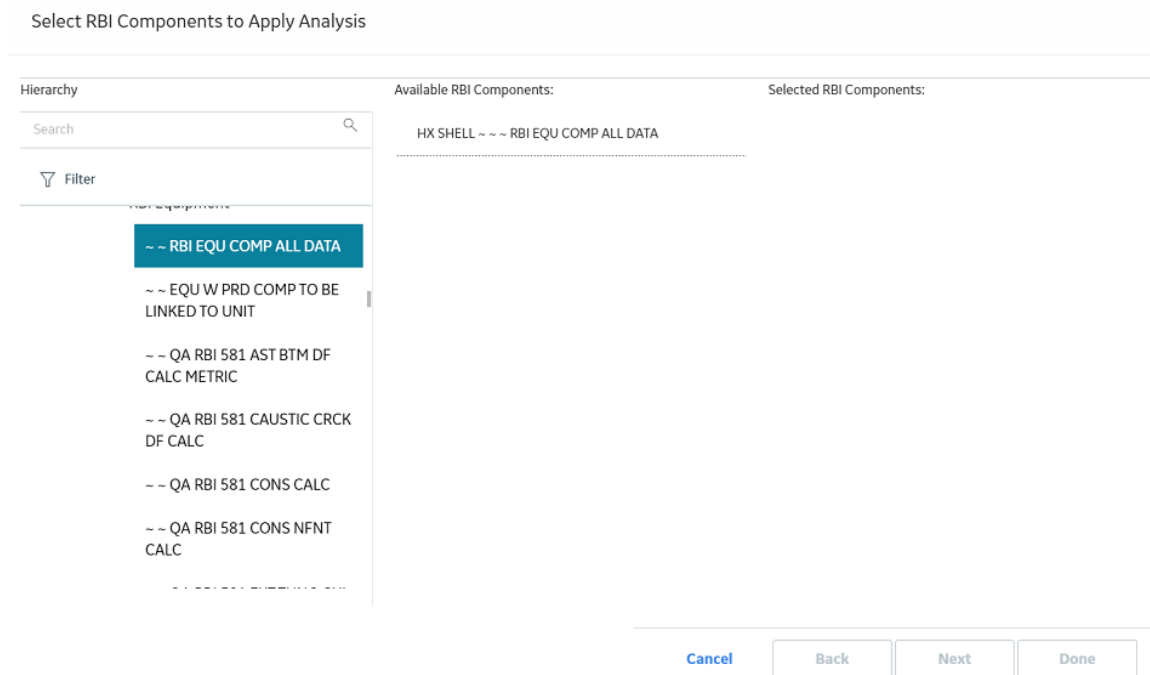 Select RBI Components to Apply Analysis
Hierarchy
Available RBI Components:
Selected RBI Components:
Search
HX SHELL ~ ~ ~ RBI EQU COMP ALL DATA
Filter
~ ~ RBI EQU COMP ALL DATA
~ ~ EQU W PRD COMP TO BE
LINKED TO UNIT
~ ~ QA RBI 581 AST BTM DF
CALC METRIC
~ ~ QA RBI 581 CAUSTIC CRCK
DF CALC
~ ~ QA RBI 581 CONS CALC
~ ~ QA RBI 581 CONS NFNT
CALC
Cancel
Back
Next
Done